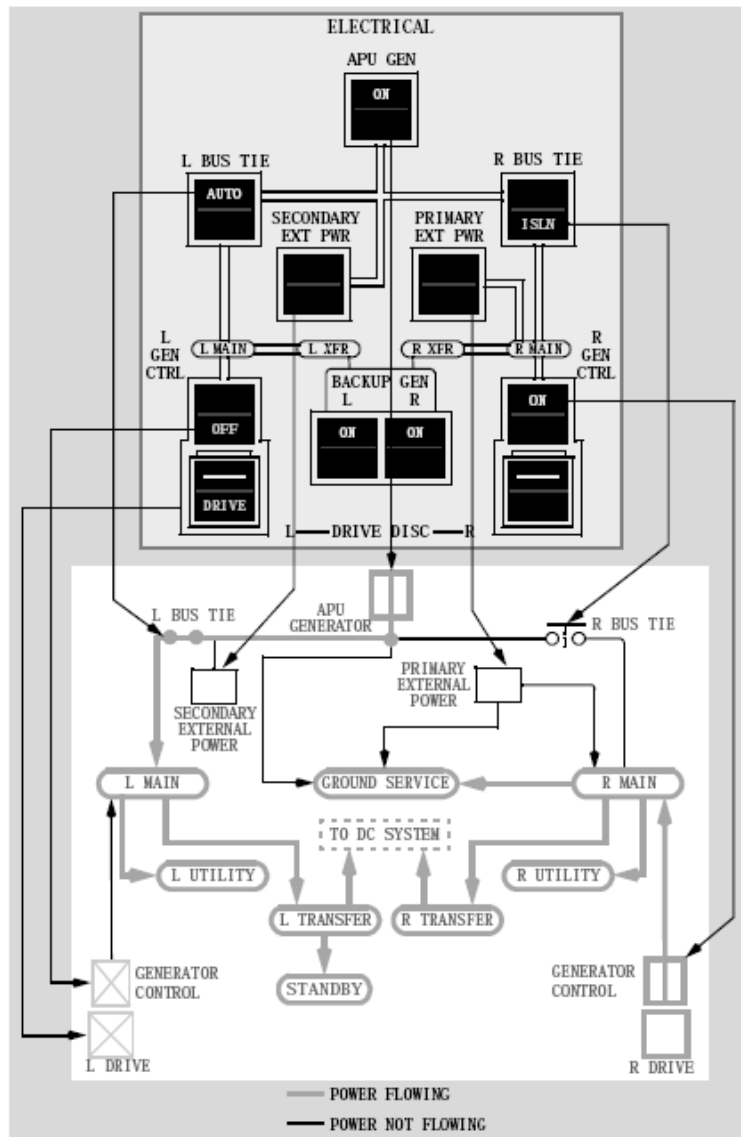 ELECTRICAL
APU GEN
ON
L BUS TIE
R BUS TIE
AUTO
ISLN
SECONDARY
EXT PWR
PRIMARY
EXT PWR
L
GEN
CTRL
L MAIN
L XFR
R XFR
R MAIN
R
GEN
CTRL
BACKUP GEN
L R
OFF
ON
ON
ON
DRIVE
L DRIVE DISC R
L BUS TIE
APU
GENERATOR
R BUS TIE
SECONDARY
EXTERNAL
POWER
PRIMARY
EXTERNAL
POWER
L MAIN
GROUND SERVICE
R MAIN
TO DC SYSTEM
L UTILITY
R UTILITY
L TRANSFER
R TRANSFER
GENERATOR
CONTROL
STANDBY
GENERATOR
CONTROL
L DRIVE
R DRIVE
POWER FLOWING
POWER NOT FLOWING